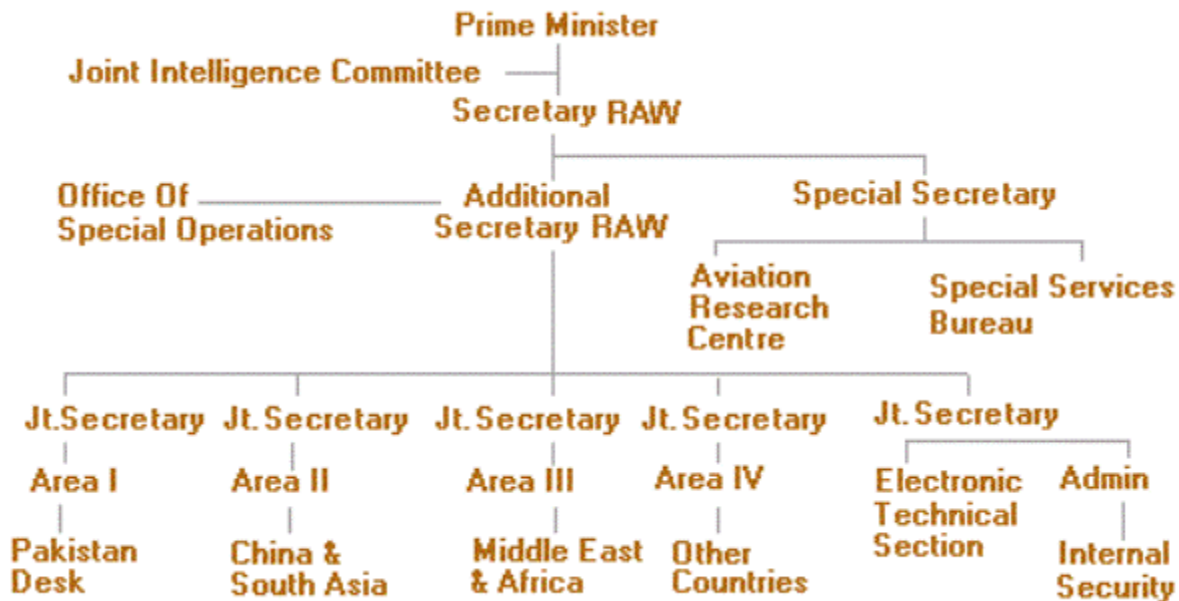 Prime Minister
Joint Intelligence Committee
Secretary RAW
Office Of
Special Operations
Additional
Secretary RAW
Special Secretary
Aviation
Research
Centre
Special Services
Bureau
Jt.Secretary
Jt.Secretary
Jt.Secretary
Jt.Secretary
Jt.Secretary
Area I
Area II
Area III
Area IV
Electronic
Technical
Section
Admin
Pakistan
Desk
China &
South Asia
Middle East
& Africa
Other
Countries
Internal
Security